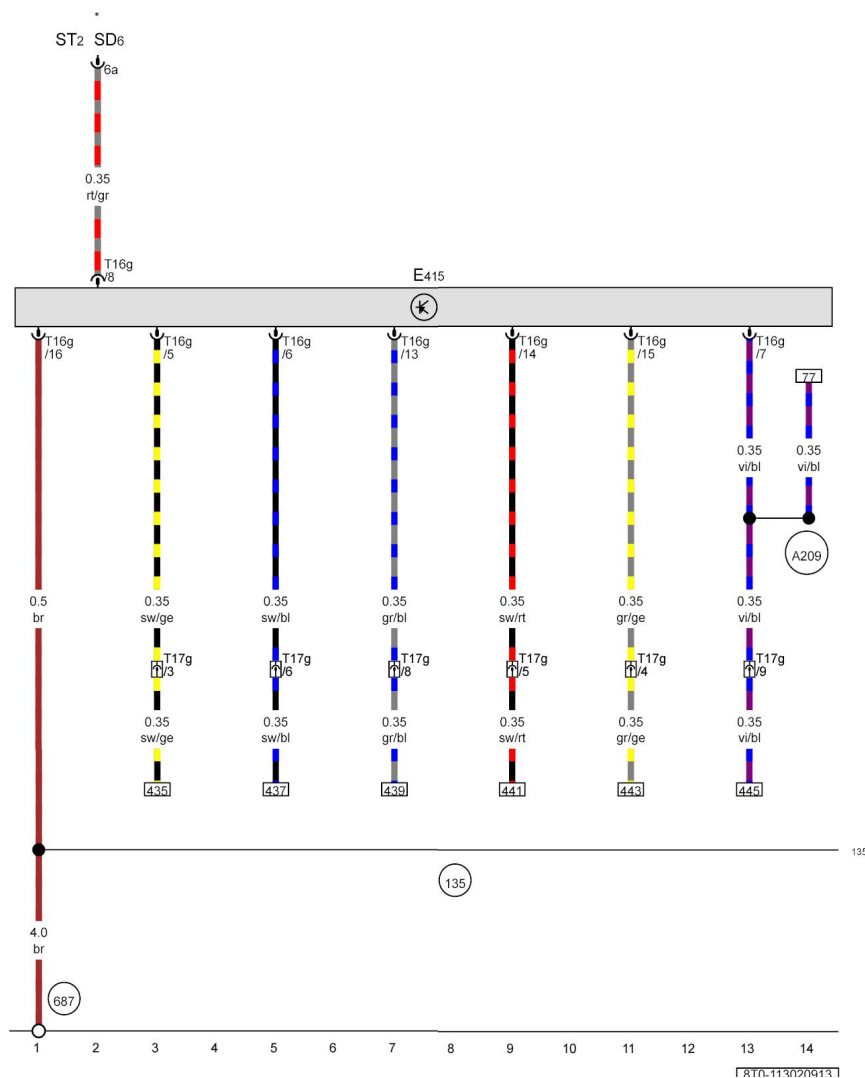 *
ST2 SD6
6a
0.35
rt/gr
T16g
/8
E415
T16g
/16
T16g
/5
T16g
/6
T16g
/13
T16g
/14
T16g
/15
T16g
/7
77
0.35
vi/bl
0.35
vi/bl
A209
0.5
br
0.35
sw/ge
0.35
sw/bl
0.35
gr/bl
0.35
sw/rt
0.35
gr/ge
0.35
vi/bl
T17g
/3
T17g
/6
T17g
/8
T17g
/5
T17g
/4
T17g
/9
0.35
sw/ge
0.35
sw/bl
0.35
gr/bl
0.35
sw/rt
0.35
gr/ge
0.35
vi/bl
435
437
439
441
443
445
135
135
4.0
br
687
1 2 3 4 5 6 7 8 9 10 11 12 13 14
8T0-113020913